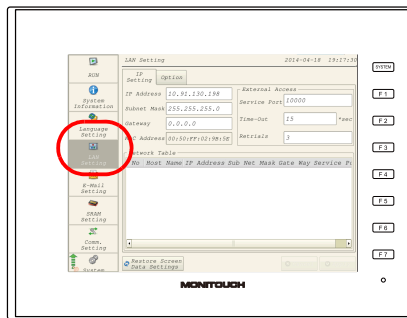 LAN Setting 2014-04-18 19:17:30
RUN
System
Information
Language
Setting
LAN
Setting
E-Mail
Setting
SRAM
Setting
Comm.
Setting
System
IP
Setting
Option
IP Address 10.91.130.198
Subnet Mask 255.255.255.0
Gateway 0.0.0.0
MAC Address 00:50:FF:02:9B:5E
External Access
Service Port 10000
Time-Out 15 *sec
Retrials 3
Network Table
No Host Name IP Address Sub Net Mask Gate Way Service
Restore Screen
Data Settings
MONITOUCH
SYSTEM
F1
F2
F3
F4
F5
F6
F7